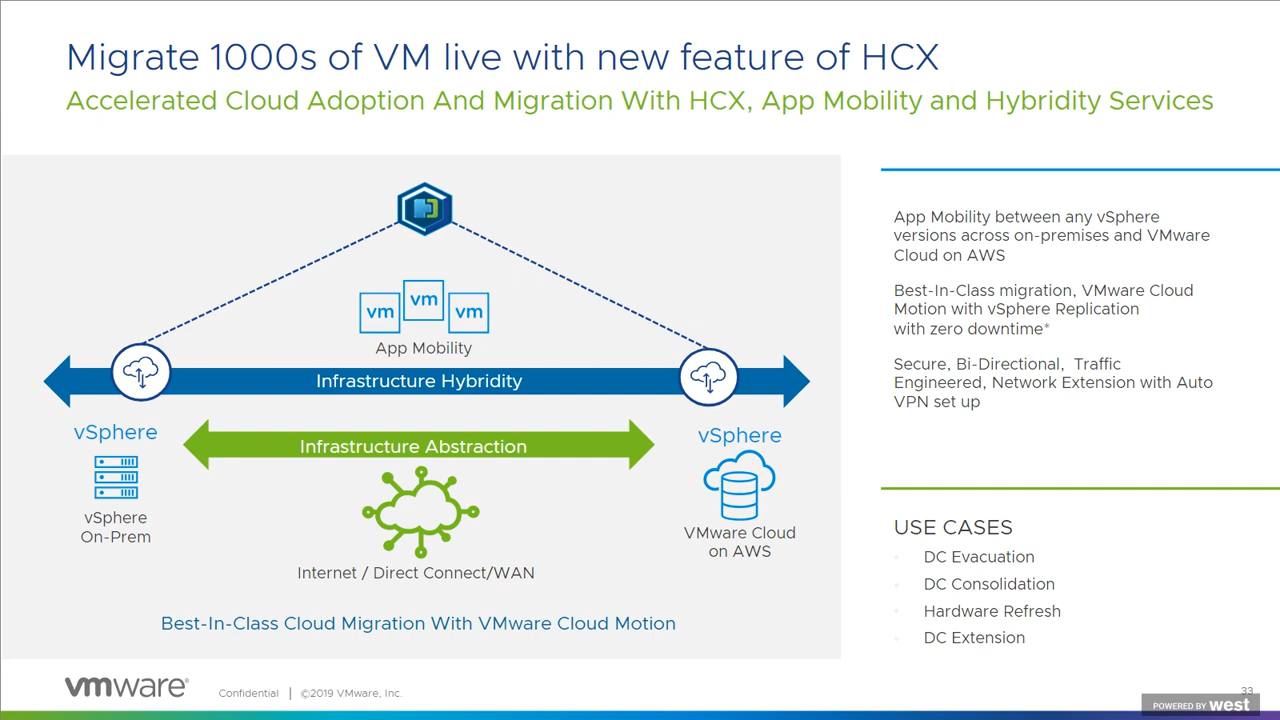 Migrate 1000s of VM live with new feature of HCX
Accelerated Cloud Adoption And Migration With HCX, App Mobility and Hybridity Services
vm
vm
vm
App Mobility
Infrastructure Hybridity
vSphere
Infrastructure Abstraction
vSphere
vSphere
On-Prem
VMware Cloud
on AWS
Internet / Direct Connect/WAN
Best-In-Class Cloud Migration With VMware Cloud Motion
App Mobility between any vSphere
versions across on-premises and VMware
Cloud on AWS
Best-In-Class migration, VMware Cloud
Motion with vSphere Replication
with zero downtime*
Secure, Bi-Directional, Traffic
Engineered, Network Extension with Auto
VPN set up
USE CASES
DC Evacuation
DC Consolidation
Hardware Refresh
DC Extension
vmware®
Confidential | ©2019 VMware, Inc.
33
POWERED BY west